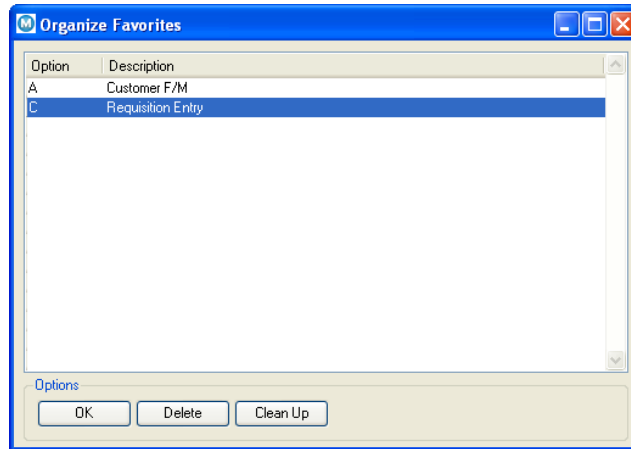 M Organize Favorites
Option Description
A Customer F/M
C Requisition Entry
Options
OK Delete Clean Up